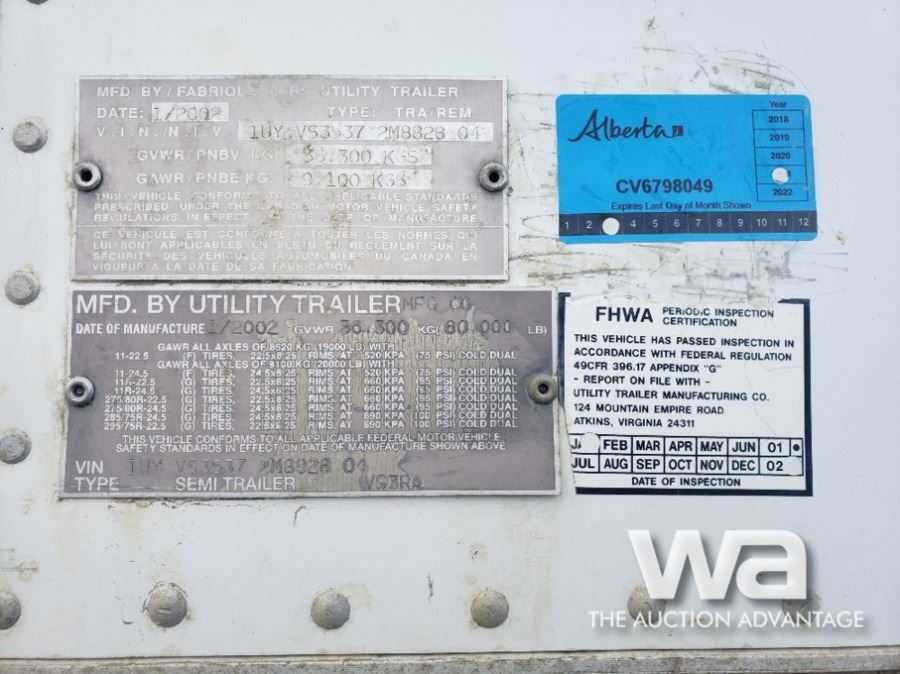 MFD BY / FABRIQUE PAR: UTILITY TRAILER
DATE: 1/2002 TYPE: TRA/REM
V.I.N./N.I.V. 1UY VS3537 2M8828 04
GVWR/PNBV KG: 36,300 KGS
GAWR/PNBE KG: 9,100 KGS
THIS VEHICLE CONFORMS TO ALL APPLICABLE STANDARDS
PRESCRIBED UNDER THE CANADIAN MOTOR VEHICLE SAFETY
REGULATIONS IN EFFECT ON THE DATE OF MANUFACTURE
CE VEHICULE EST CONFORME A TOUTES LES NORMES QUI
LUI SONT APPLICABLES EN VERTU DU REGLEMENT SUR LA
SECURITE DES VEHICULES AUTOMOBILES DU CANADA EN
VIGUEUR A LA DATE DE SA FABRICATION
Alberta
Year
2018
2019
2020
2022
CV6798049
Expires Last Day of Month Shown
1 2 4 5 6 7 8 9 10 11 12
MFD. BY UTILITY TRAILER MFG CO
DATE OF MANUFACTURE 1/2002 GVWR 36,300 KG(80,000 LB)
GAWR ALL AXLES OF 8620 KG(19000 LB) WITH
11-22.5 (F) TIRES, 22.5x8.25 RIMS AT 520 KPA (75 PSI) COLD DUAL
GAWR ALL AXLES OF 9100 KG(20000 LB) WITH
11-24.5 (F) TIRES, 24.5x8.25 RIMS AT 520 KPA (75 PSI) COLD DUAL
11R-22.5 (G) TIRES, 22.5x8.25 RIMS AT 660 KPA (95 PSI) COLD DUAL
11R-24.5 (G) TIRES, 24.5x8.25 RIMS AT 660 KPA (95 PSI) COLD DUAL
275/80R-22.5 (G) TIRES, 22.5x8.25 RIMS AT 660 KPA (95 PSI) COLD DUAL
275/80R-24.5 (G) TIRES, 24.5x8.25 RIMS AT 660 KPA (95 PSI) COLD DUAL
285/75R-24.5 (G) TIRES, 24.5x8.25 RIMS AT 660 KPA (95 PSI) COLD DUAL
295/75R-22.5 (G) TIRES, 22.5x8.25 RIMS AT 690 KPA (100 PSI) COLD DUAL
THIS VEHICLE CONFORMS TO ALL APPLICABLE FEDERAL MOTOR VEHICLE
SAFETY STANDARDS IN EFFECT ON DATE OF MANUFACTURE SHOWN ABOVE
VIN 1UY VS3537 2M8828 04
TYPE SEMI TRAILER VS3RA
FHWA PERIODIC INSPECTION
CERTIFICATION
THIS VEHICLE HAS PASSED INSPECTION IN
ACCORDANCE WITH FEDERAL REGULATION
49CFR 396.17 APPENDIX "G"
- REPORT ON FILE WITH -
UTILITY TRAILER MANUFACTURING CO.
124 MOUNTAIN EMPIRE ROAD
ATKINS, VIRGINIA 24311
FEB MAR APR MAY JUN 01
JUL AUG SEP OCT NOV DEC 02
DATE OF INSPECTION
wa
THE AUCTION ADVANTAGE